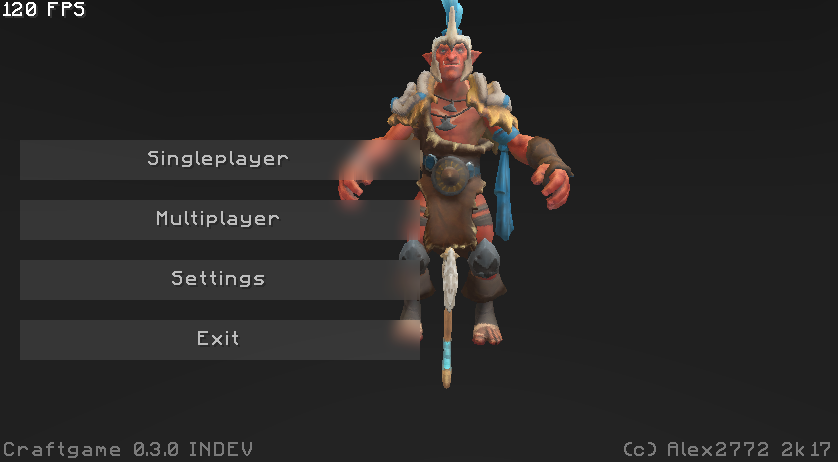 120 FPS
Singleplayer
Multiplayer
Settings
Exit
Craftgame 0.3.0 INDEV
(c) Alex2772 2k17